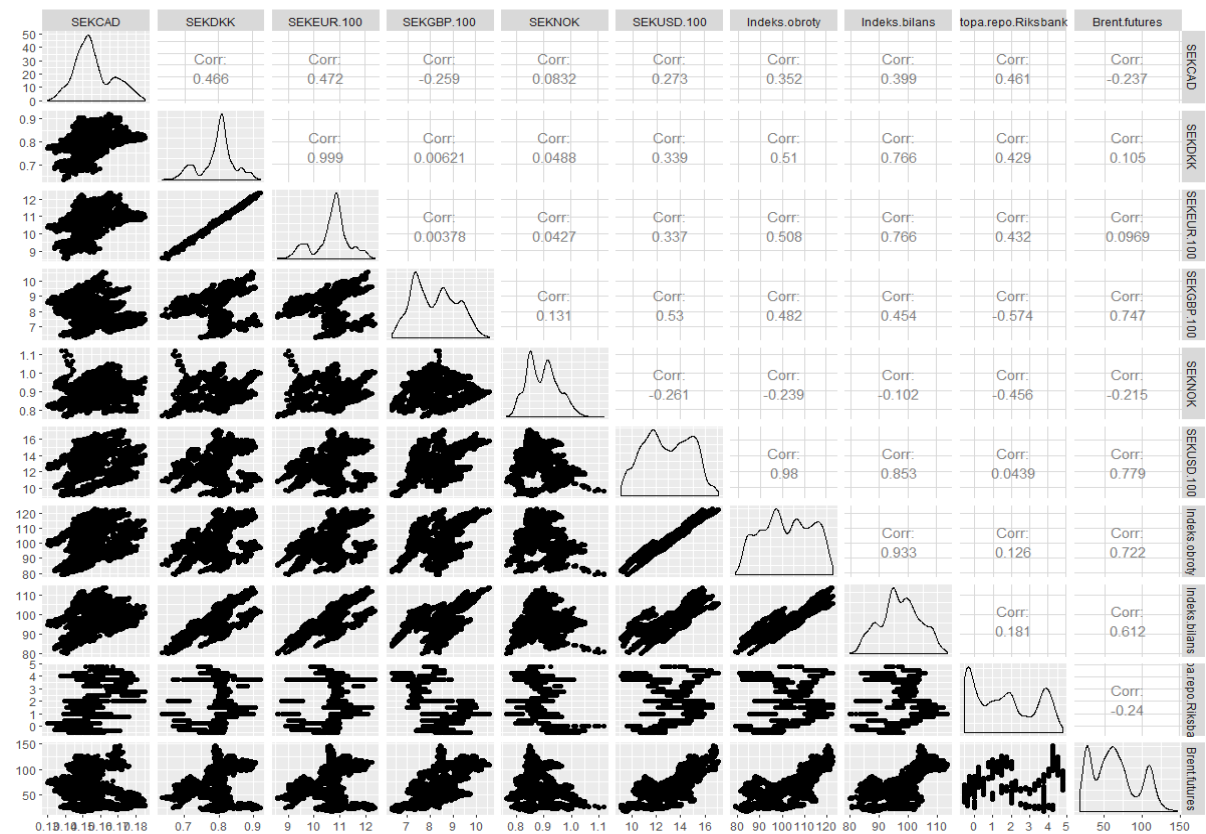 SEKCAD SEKDKK SEKEUR.100 SEKGBP.100 SEKNOK SEKUSD.100 Indeks.obroty Indeks.bilans topa.repo.Riksbank Brent.futures
50
40
30
20
10
0
Corr: Corr: Corr: Corr: Corr: Corr: Corr: Corr: Corr:
0.466 0.472 -0.259 0.0832 0.273 0.352 0.399 0.461 -0.237
SEKCAD
0.9
0.8
0.7
Corr: Corr: Corr: Corr: Corr: Corr: Corr: Corr:
0.999 0.00621 0.0488 0.339 0.51 0.766 0.429 0.105
SEKDKK
12
11
10
9
Corr: Corr: Corr: Corr: Corr: Corr: Corr:
0.00378 0.0427 0.337 0.508 0.766 0.432 0.0969
SEKEUR.100
10
9
8
7
Corr: Corr: Corr: Corr: Corr: Corr:
0.131 0.53 0.482 0.454 -0.574 0.747
SEKGBP.100
1.1
1.0
0.9
0.8
Corr: Corr: Corr: Corr: Corr:
-0.261 -0.239 -0.102 -0.456 -0.215
SEKNOK
16
14
12
10
Corr: Corr: Corr: Corr:
0.98 0.853 0.0439 0.779
SEKUSD.100
120
110
100
90
80
Corr: Corr: Corr:
0.933 0.126 0.722
Indeks.obroty
110
100
90
80
Corr: Corr:
0.181 0.612
Indeks.bilans
5
4
3
2
1
0
Corr:
-0.24
pa.repo.Riksba
150
100
50
Brent.futures
0.13 0.14 0.15 0.16 0.17 0.18 0.7 0.8 0.9 9 10 11 12 7 8 9 10 0.8 0.9 1.0 1.1 10 12 14 16 80 90 100 110 120 80 90 100 110 0 1 2 3 4 5 50 100 150